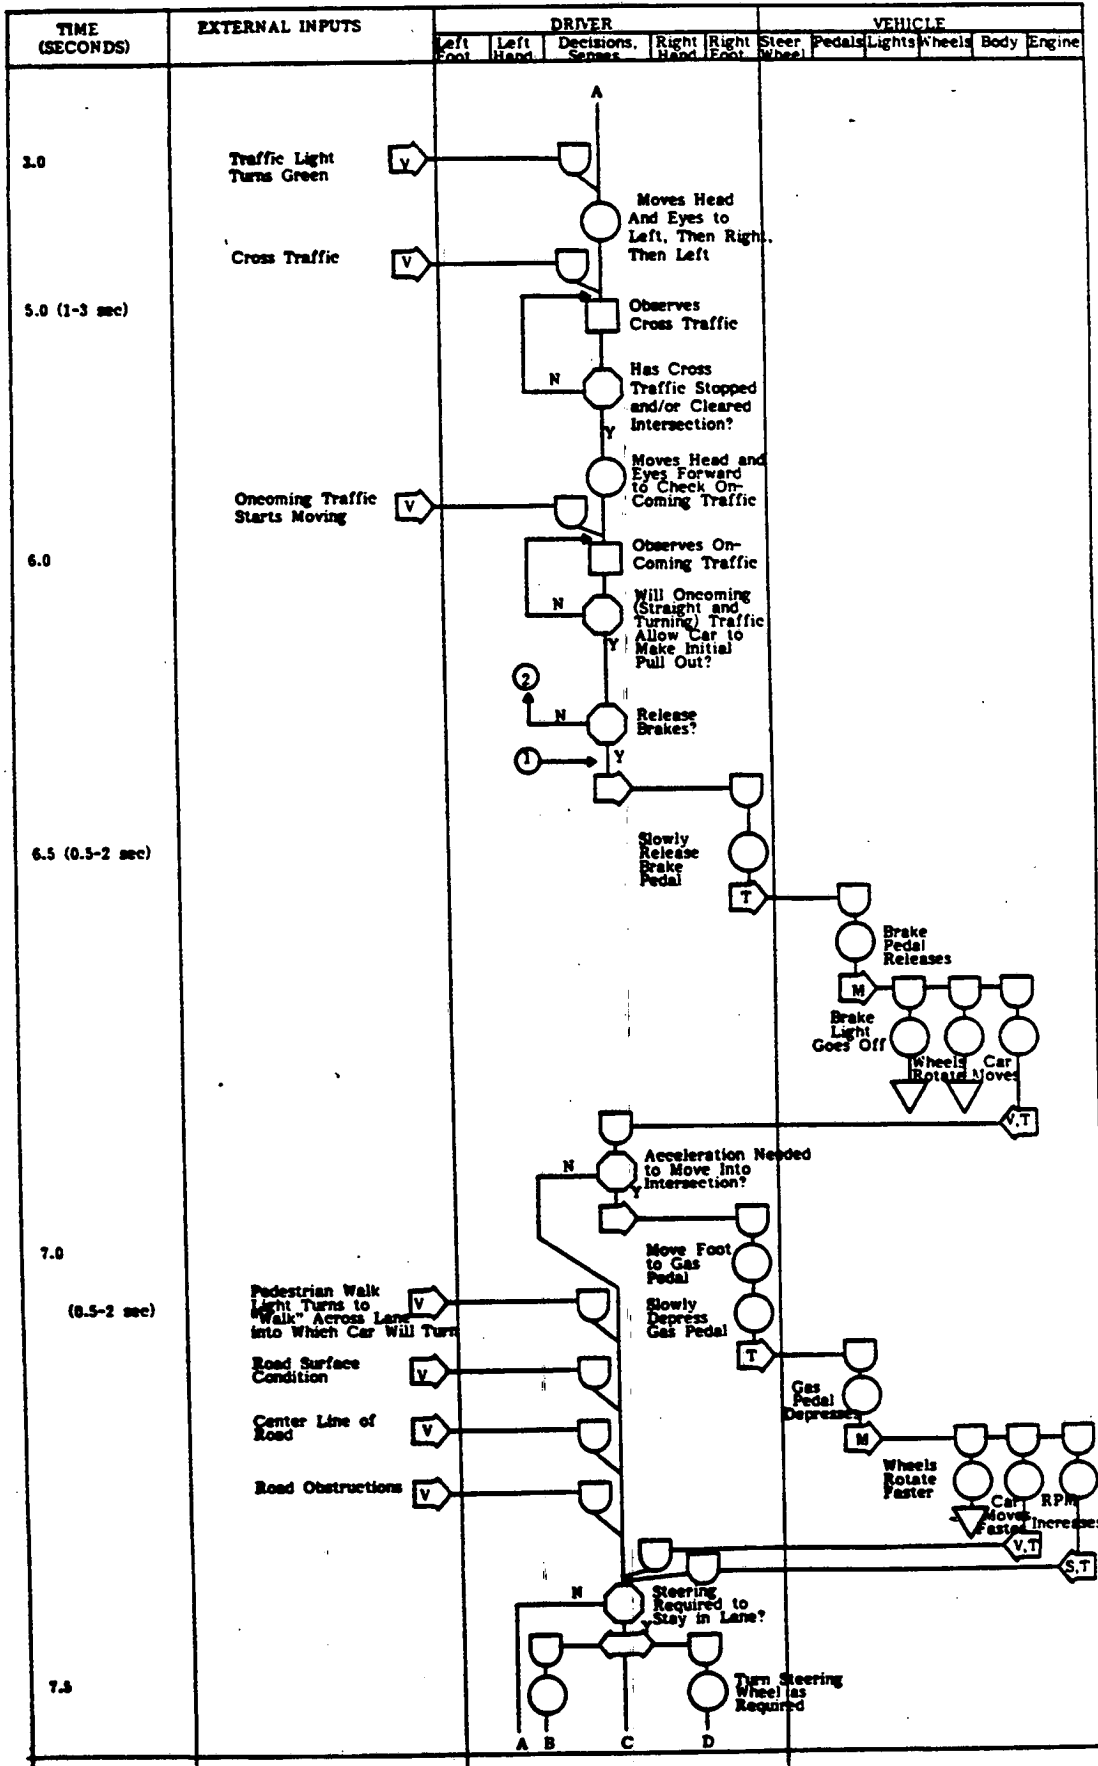 TIME
(SECONDS)
EXTERNAL INPUTS
DRIVER
VEHICLE
Left
Foot
Left
Hand
Decisions,
Senses
Right
Hand
Right
Foot
Steer
Wheel
Pedals
Lights
Wheels
Body
Engine
A
3.0
Traffic Light
Turns Green
V
Moves Head
And Eyes to
Left, Then Right,
Then Left
Cross Traffic
V
5.0 (1-3 sec)
Observes
Cross Traffic
N
Has Cross
Traffic Stopped
and/or Cleared
Intersection?
Y
Moves Head and
Eyes Forward
to Check On-
Coming Traffic
Oncoming Traffic
Starts Moving
V
6.0
Observes On-
Coming Traffic
N
Will Oncoming
(Straight and
Turning) Traffic
Allow Car to
Make Initial
Pull Out?
Y
2
N
Release
Brakes?
1
Y
6.5 (0.5-2 sec)
Slowly
Release
Brake
Pedal
T
Brake
Pedal
Releases
M
Brake
Light
Goes Off
Wheels
Rotate
Car
Moves
V,T
N
Acceleration Needed
to Move Into
Intersection?
Y
7.0
Move Foot
to Gas
Pedal
(0.5-2 sec)
Pedestrian Walk
Light Turns to
"Walk" Across Lane
into Which Car Will Turn
V
Slowly
Depress
Gas Pedal
T
Road Surface
Condition
V
Gas
Pedal
Depresses
Center Line of
Road
V
M
Road Obstructions
V
Wheels
Rotate
Faster
Car
Moves
Faster
RPM
Increases
V,T
S,T
N
Steering
Required to
Stay in Lane?
Y
7.5
Turn Steering
Wheel as
Required
A
B
C
D